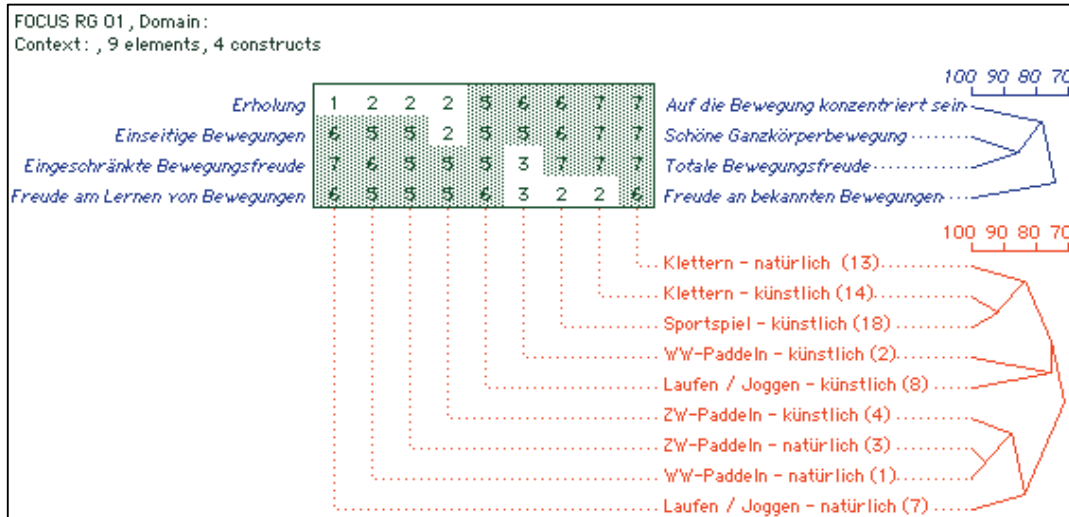 FOCUS RG 01, Domain:
Context: , 9 elements, 4 constructs
100 90 80 70
Erholung 1 2 2 2 5 6 6 7 7 Auf die Bewegung konzentriert sein
Einseitige Bewegungen 6 5 5 2 5 5 6 7 7 Schöne Ganzkörperbewegung
Eingeschränkte Bewegungsfreude 7 6 5 5 5 3 7 7 7 Totale Bewegungsfreude
Freude am Lernen von Bewegungen 6 5 5 5 6 3 2 2 6 Freude an bekannten Bewegungen
100 90 80 70
Klettern - natürlich (13)
Klettern - künstlich (14)
Sportspiel - künstlich (18)
WW-Paddeln - künstlich (2)
Laufen / Joggen - künstlich (8)
ZW-Paddeln - künstlich (4)
ZW-Paddeln - natürlich (3)
WW-Paddeln - natürlich (1)
Laufen / Joggen - natürlich (7)